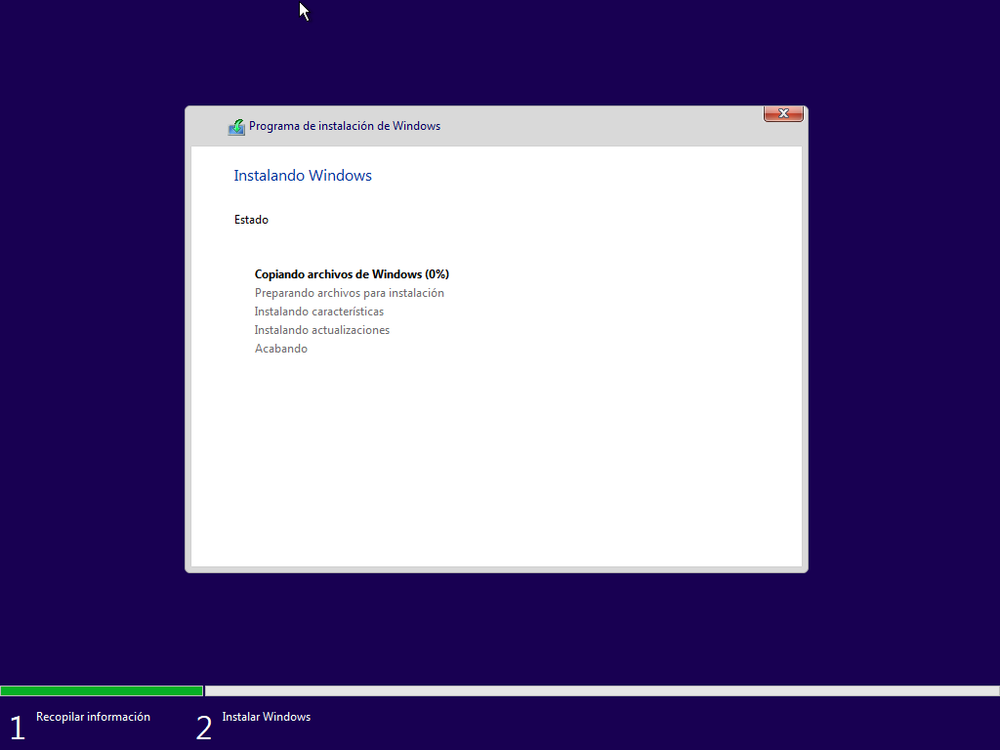 Programa de instalación de Windows
Instalando Windows
Estado
Copiando archivos de Windows (0%)
Preparando archivos para instalación
Instalando características
Instalando actualizaciones
Acabando
1 Recopilar información
2 Instalar Windows